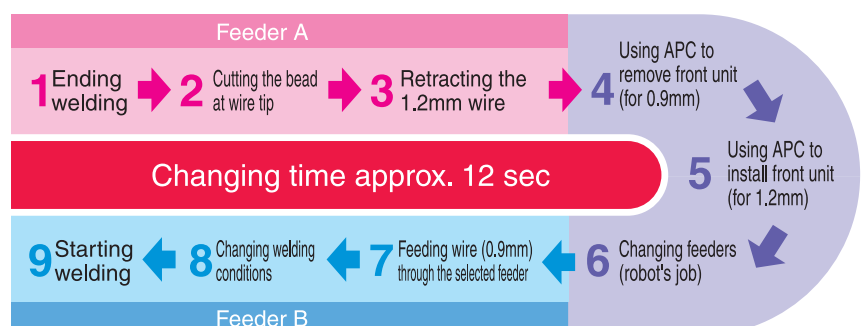 Feeder A
1 Ending
welding
2 Cutting the bead
at wire tip
3 Retracting the
1.2mm wire
4 Using APC to
remove front unit
(for 0.9mm)
5 Using APC to
install front unit
(for 1.2mm)
Changing time approx. 12 sec
6 Changing feeders
(robot's job)
7 Feeding wire (0.9mm)
through the selected feeder
8 Changing welding
conditions
9 Starting
welding
Feeder B